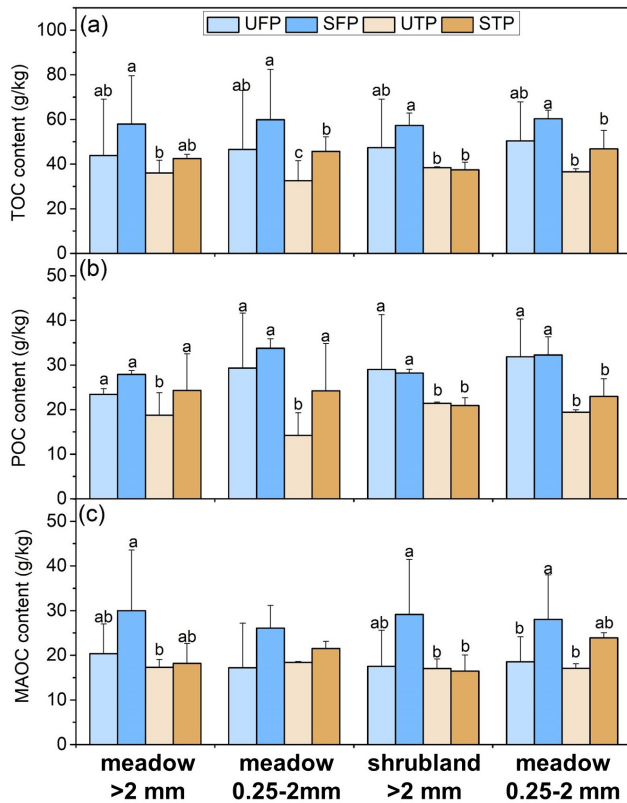 (a)
UFP SFP UTP STP
100
80
60
40
20
0
TOC content (g/kg)
ab a b ab
ab a c b
ab a b b
ab a b b
(b)
50
40
30
20
10
0
POC content (g/kg)
a a b a
a a b a
a a b b
a a b b
(c)
50
40
30
20
10
0
MAOC content (g/kg)
ab a b ab
ab a b b
b a b ab
meadow meadow shrubland meadow
>2 mm 0.25-2mm >2 mm 0.25-2 mm